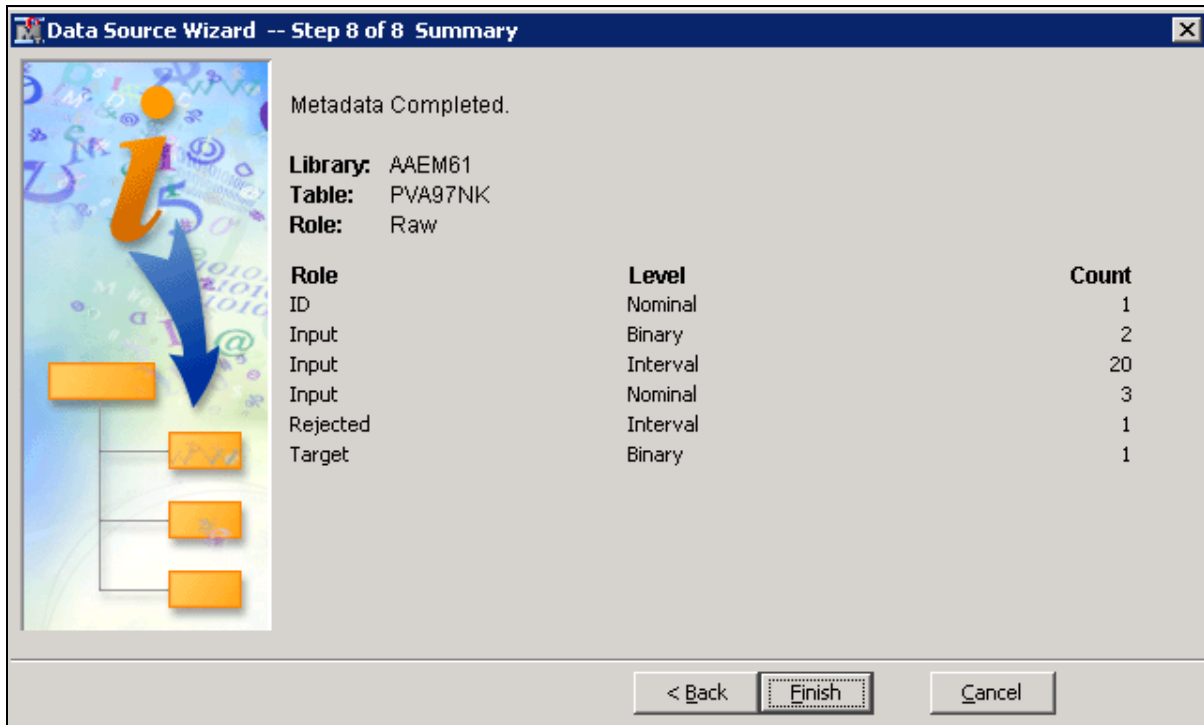 Data Source Wizard -- Step 8 of 8 Summary
Metadata Completed.
Library: AAEM61
Table: PVA97NK
Role: Raw
Role Level Count
ID Nominal 1
Input Binary 2
Input Interval 20
Input Nominal 3
Rejected Interval 1
Target Binary 1
< Back Finish Cancel